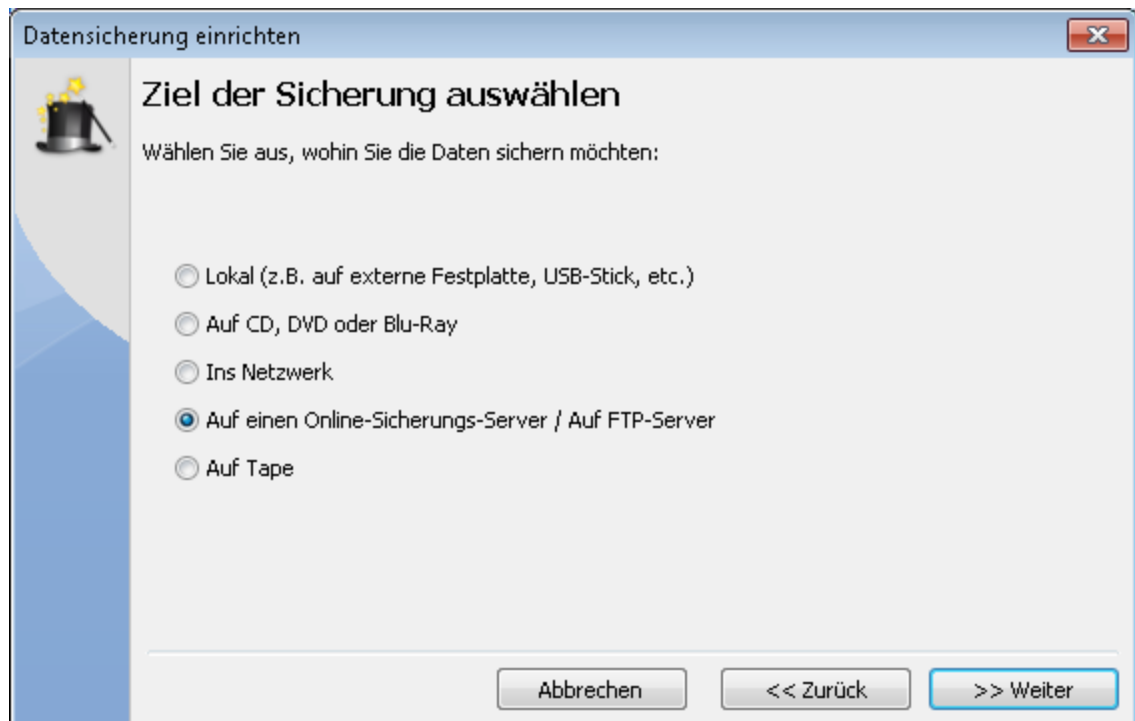 Datensicherung einrichten
Ziel der Sicherung auswählen
Wählen Sie aus, wohin Sie die Daten sichern möchten:
Lokal (z.B. auf externe Festplatte, USB-Stick, etc.)
Auf CD, DVD oder Blu-Ray
Ins Netzwerk
Auf einen Online-Sicherungs-Server / Auf FTP-Server
Auf Tape
Abbrechen << Zurück >> Weiter